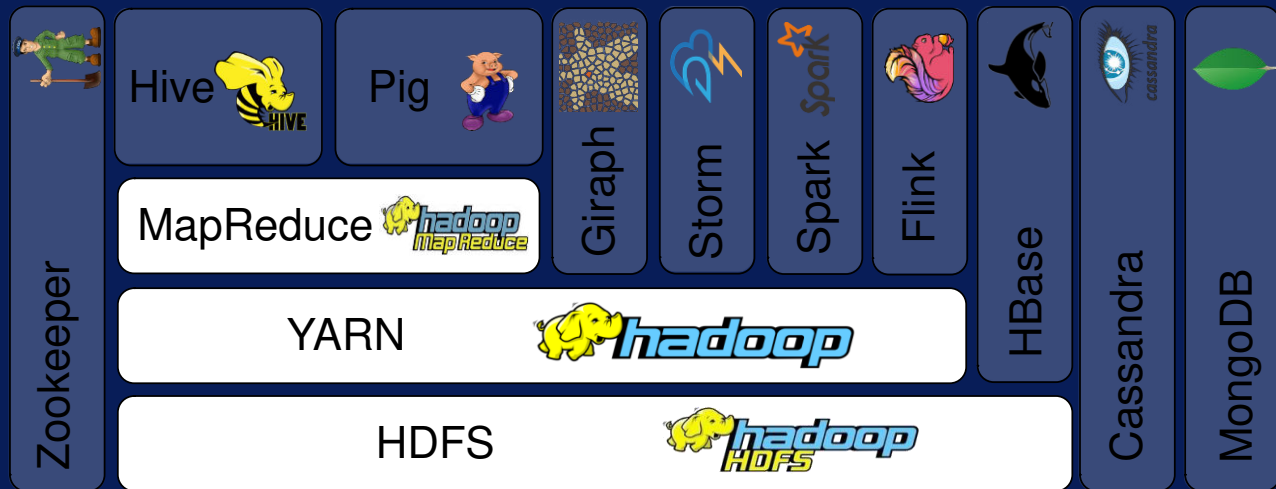 Zookeeper
Hive
HIVE
Pig
MapReduce
hadoop
Map Reduce
Giraph
Storm
Spark
Spark
Flink
HBase
cassandra
Cassandra
MongoDB
YARN
hadoop
HDFS
hadoop
HDFS